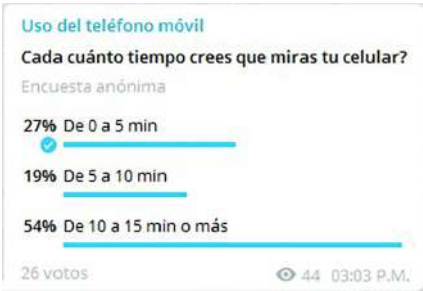 Uso del teléfono móvil
Cada cuánto tiempo crees que miras tu celular?
Encuesta anónima
27% De 0 a 5 min
19% De 5 a 10 min
54% De 10 a 15 min o más
26 votos 44 03:03 P.M.